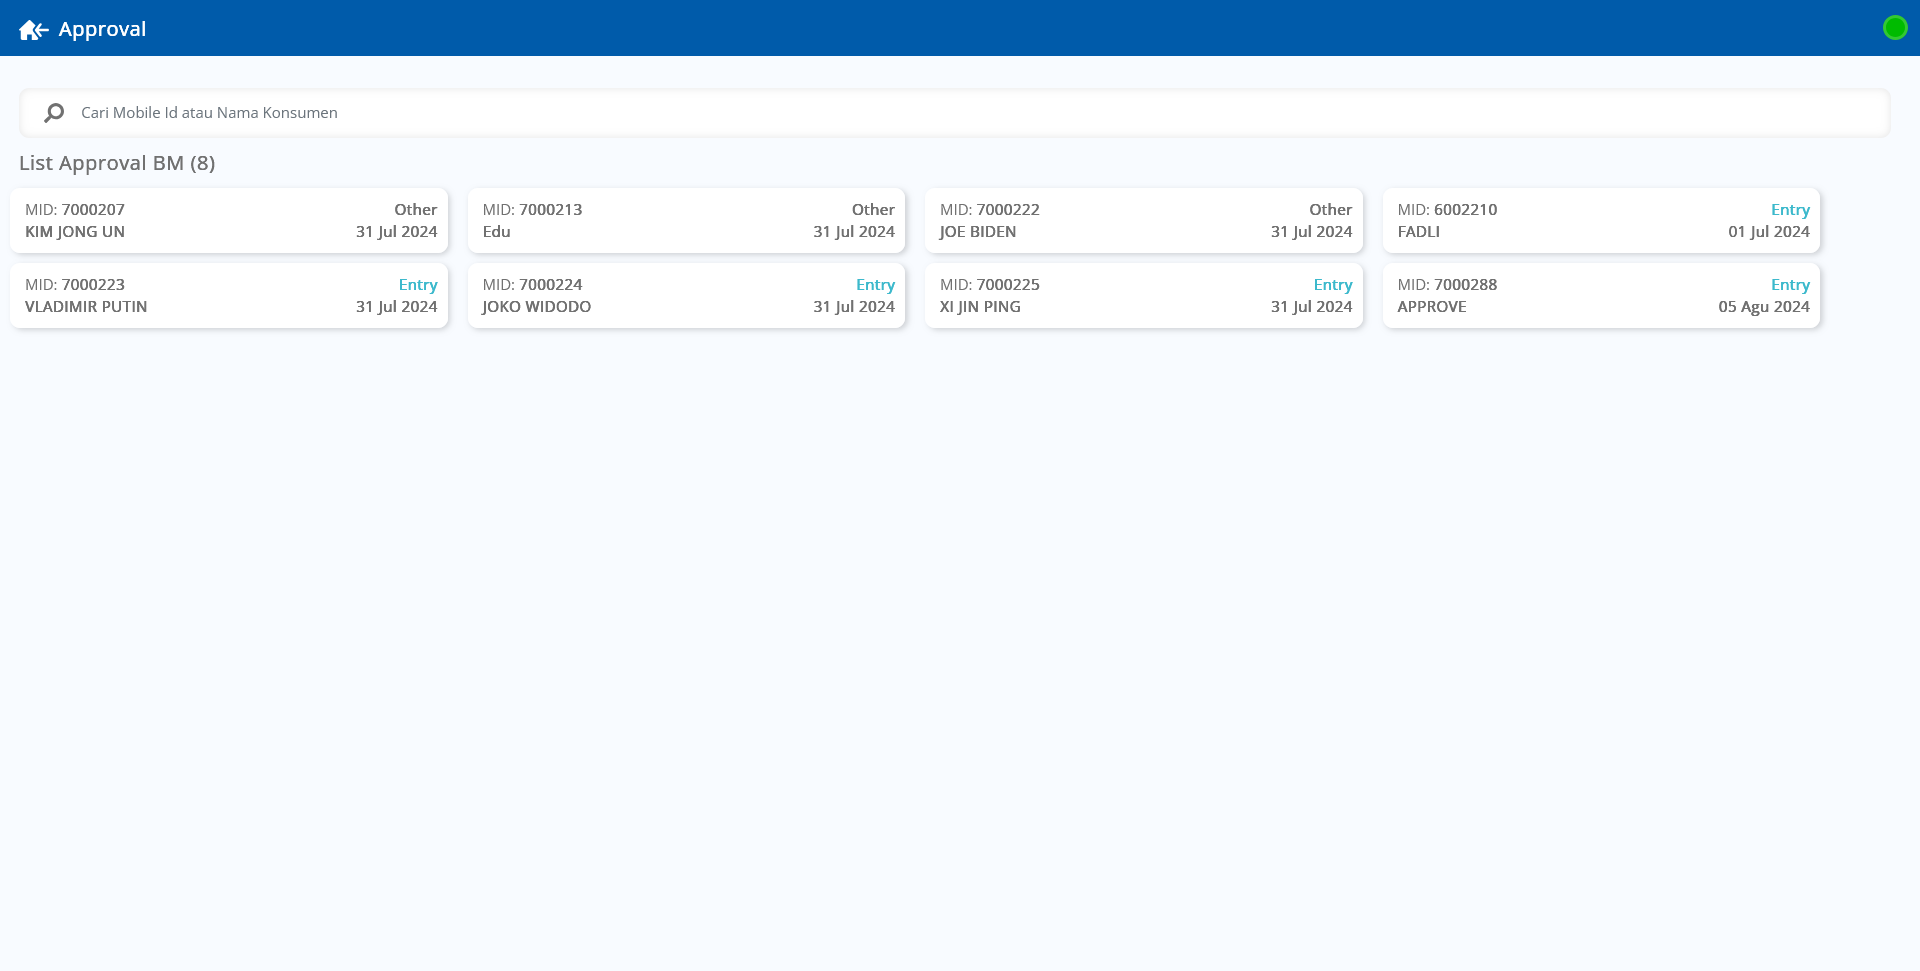 Approval
Cari Mobile Id atau Nama Konsumen
List Approval BM (8)
MID: 7000207 Other
KIM JONG UN 31 Jul 2024
MID: 7000213 Other
Edu 31 Jul 2024
MID: 7000222 Other
JOE BIDEN 31 Jul 2024
MID: 6002210 Entry
FADLI 01 Jul 2024
MID: 7000223 Entry
VLADIMIR PUTIN 31 Jul 2024
MID: 7000224 Entry
JOKO WIDODO 31 Jul 2024
MID: 7000225 Entry
XI JIN PING 31 Jul 2024
MID: 7000288 Entry
APPROVE 05 Agu 2024